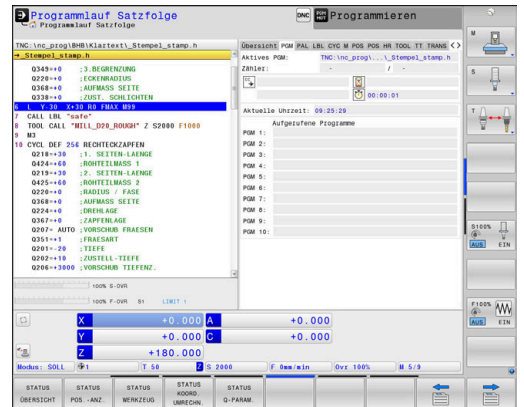 Programmlauf Satzfolge
Programmlauf Satzfolge
DNC
Programmieren
TNC:\nc_prog\BHB\Klartext\_Stempel_stamp.h
→_Stempel_stamp.h
Q349=+0 ;3.BEGRENZUNG
Q220=+0 ;ECKENRADIUS
Q368=+0 ;AUFMASS SEITE
Q338=+0 ;ZUST. SCHLICHTEN
6 L Y-30 X+30 R0 FMAX M99
7 CALL LBL "safe"
8 TOOL CALL "MILL_D20_ROUGH" Z S2000 F1000
9 M3
10 CYCL DEF 256 RECHTECKZAPFEN
Q218=+30 ;1. SEITEN-LAENGE
Q424=+60 ;ROHTEILMASS 1
Q219=+30 ;2. SEITEN-LAENGE
Q425=+60 ;ROHTEILMASS 2
Q220=+0 ;RADIUS / FASE
Q368=+0 ;AUFMASS SEITE
Q224=+0 ;DREHLAGE
Q367=+0 ;ZAPFENLAGE
Q207= AUTO ;VORSCHUB FRAESEN
Q351=+1 ;FRAESART
Q201=-20 ;TIEFE
Q202=+10 ;ZUSTELL-TIEFE
Q206=+3000 ;VORSCHUB TIEFENZ.
100% S-OVR
100% F-OVR S1 LIMIT 1
Übersicht PGM PAL LBL CYC M POS POS HR TOOL TT TRANS
Aktives PGM: TNC:\nc_prog\...\_Stempel_stamp.h
Zähler: - / -
00:00:01
Aktuelle Uhrzeit: 09:25:29
Aufgerufene Programme
PGM 1:
PGM 2:
PGM 3:
PGM 4:
PGM 5:
PGM 6:
PGM 7:
PGM 8:
PGM 9:
PGM 10:
X +0.000 A +0.000
Y +0.000 C +0.000
Z +180.000
Modus: SOLL 1 T 50 Z S 2000 F 0mm/min Ovr 100% M 5/9
STATUS ÜBERSICHT
STATUS POS.-ANZ.
STATUS WERKZEUG
STATUS KOORD. UMRECHN.
STATUS Q-PARAM.
M
S
T
S100%
AUS EIN
F100%
AUS EIN